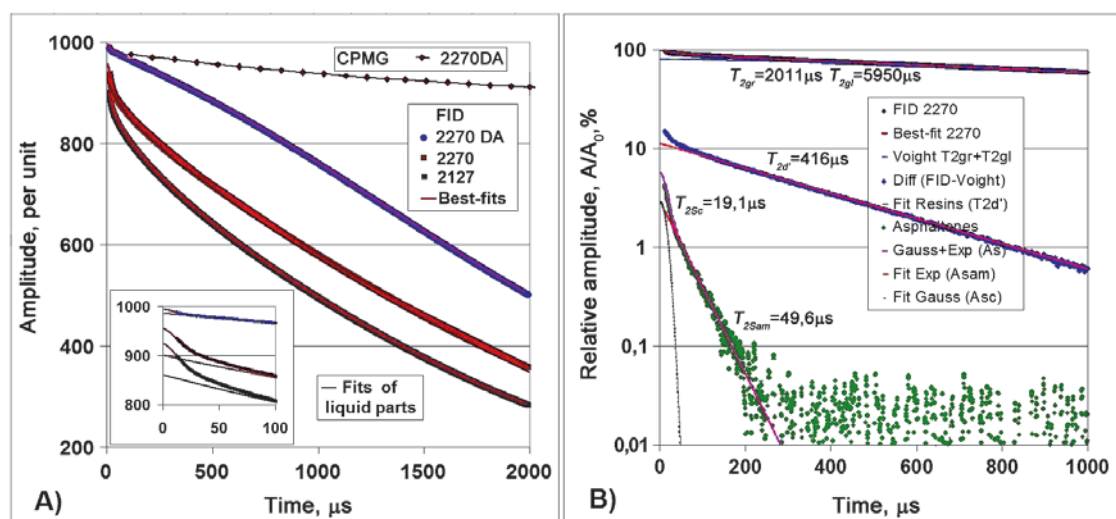 1000
800
600
400
200
Amplitude, per unit
0
500
1000
1500
2000
Time, µs
A)
CPMG
2270DA
FID
2270 DA
2270
2127
Best-fits
1000
900
800
0
50
100
µs
Fits of
liquid parts
100
10
1
0,1
0,01
Relative amplitude, A/A0, %
0
200
400
600
800
1000
Time, µs
B)
T2gr=2011µs T2gl=5950µs
T2d'=416µs
T2Sc=19,1µs
T2Sam=49,6µs
FID 2270
Best-fit 2270
Voight T2gr+T2gl
Diff (FID-Voight)
Fit Resins (T2d')
Asphaltenes
Gauss+Exp (As)
Fit Exp (Asam)
Fit Gauss (Asc)